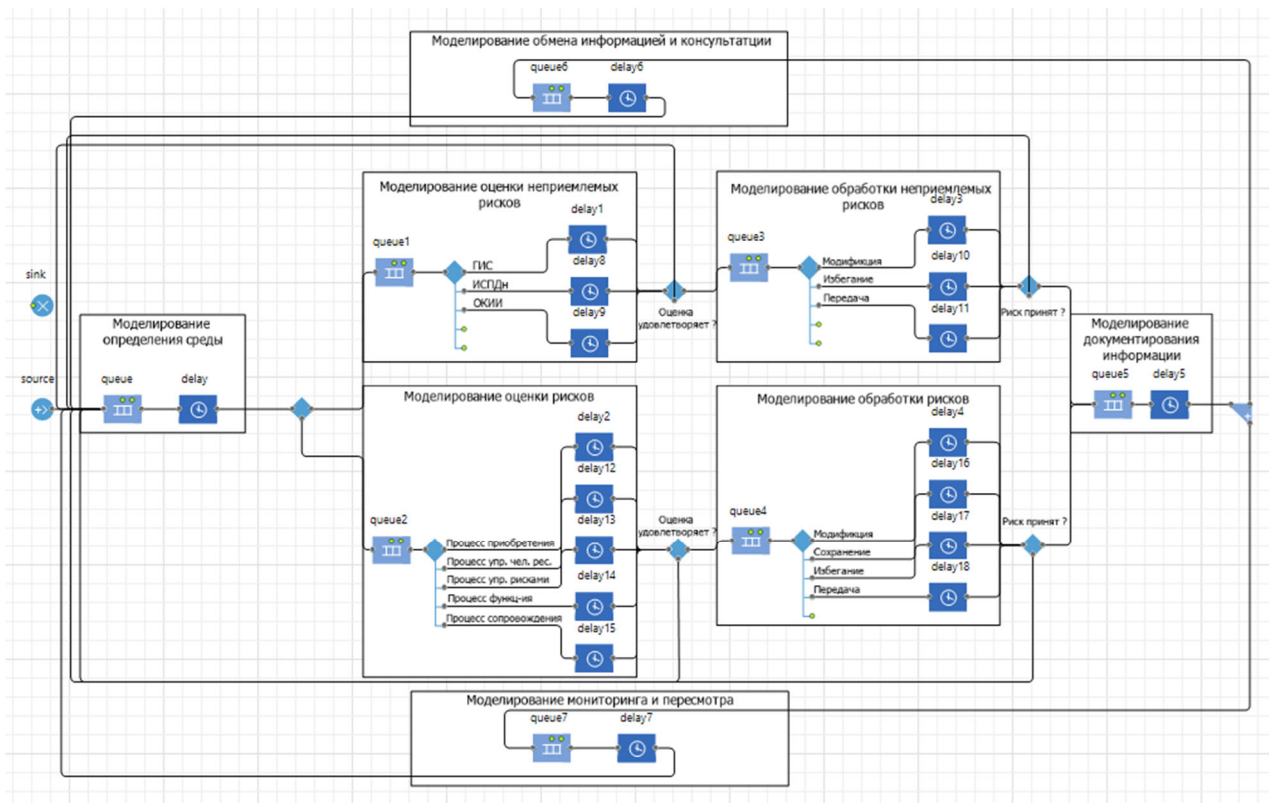 Моделирование обмена информацией и консультатции
queue6
delay6
Моделирование оценки неприемлемых
рисков
delay1
queue1
ГИС
delay8
ИСПДн
ОКИИ
delay9
Оценка
удовлетворяет ?
Моделирование обработки неприемлемых
рисков
delay3
queue3
Модификция
delay10
Избегание
Передача
delay11
Риск принят ?
sink
source
Моделирование
определения среды
queue
delay
Моделирование
документирования
информации
queue5
delay5
Моделирование оценки рисков
delay2
delay12
queue2
delay13
Процесс приобретения
Процесс упр. чел. рес.
Процесс упр. рисками
delay14
Процесс функц-ия
Процесс сопровождения
delay15
Оценка
удовлетворяет ?
Моделирование обработки рисков
delay4
delay16
queue4
delay17
Модификция
Сохранение
Избегание
delay18
Передача
Риск принят ?
Моделирование мониторинга и пересмотра
queue7
delay7